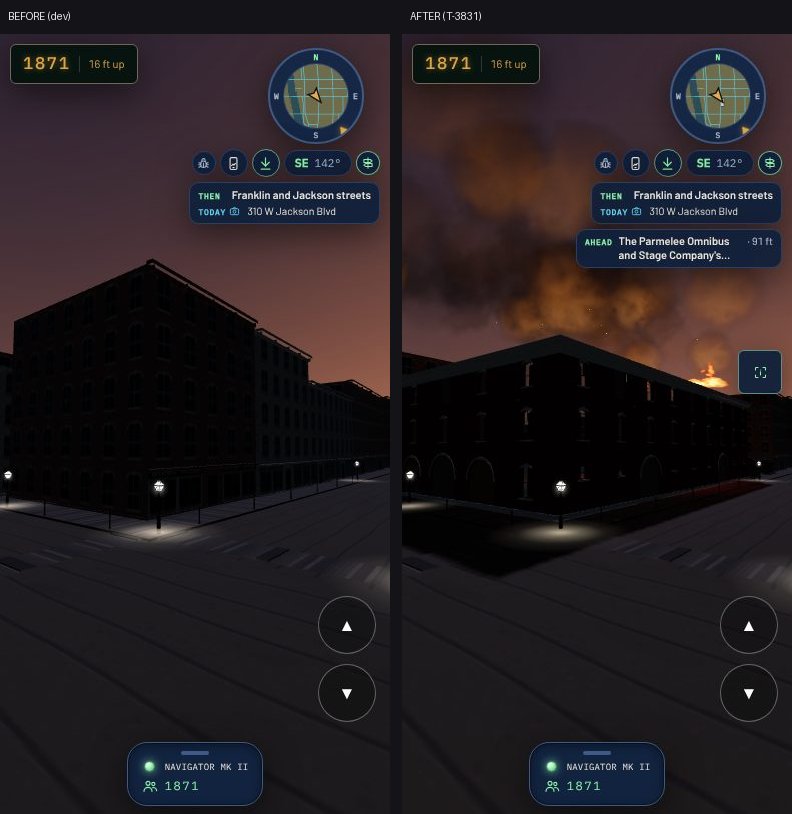 BEFORE (dev)
1871 16 ft up
N
W E
S
SE 142°
THEN Franklin and Jackson streets
TODAY 310 W Jackson Blvd
▲
▼
NAVIGATOR MK II
1871
AFTER (T-3831)
1871 16 ft up
N
W E
S
SE 142°
THEN Franklin and Jackson streets
TODAY 310 W Jackson Blvd
AHEAD The Parmelee Omnibus · 91 ft
and Stage Company's...
▲
▼
NAVIGATOR MK II
1871